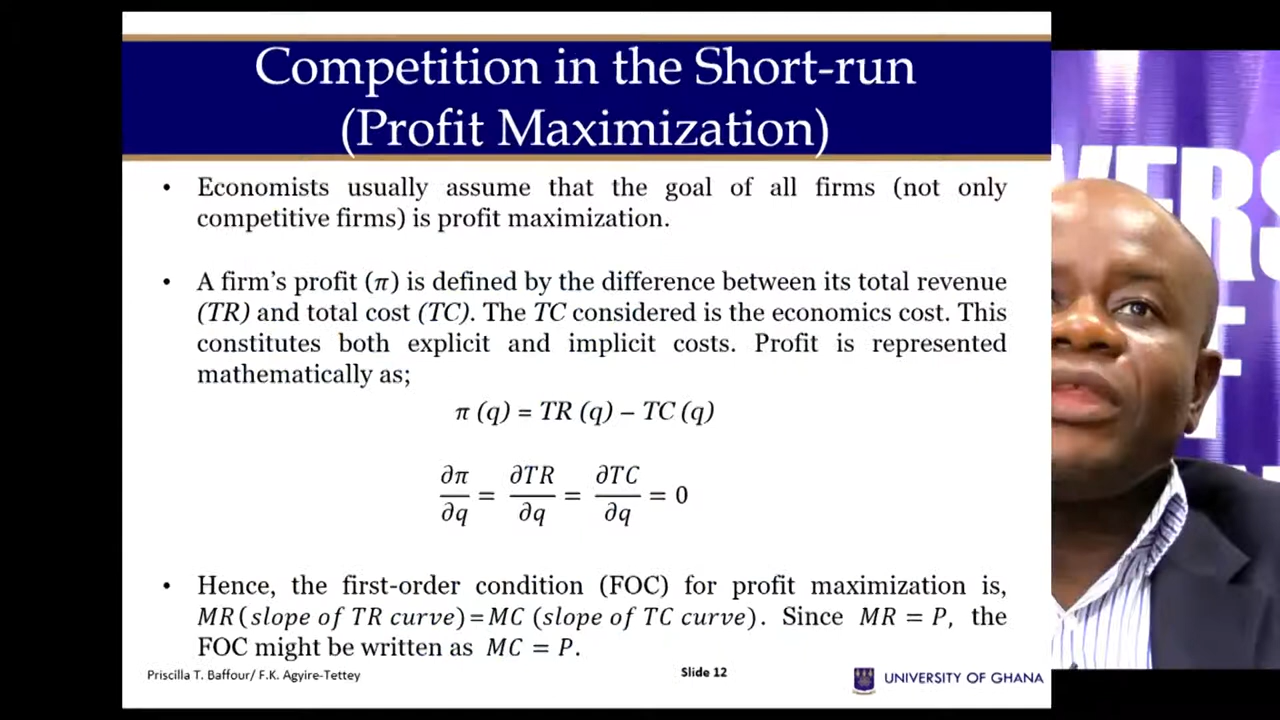 Competition in the Short-run
(Profit Maximization)
• Economists usually assume that the goal of all firms (not only
competitive firms) is profit maximization.
• A firm's profit (π) is defined by the difference between its total revenue
(TR) and total cost (TC). The TC considered is the economics cost. This
constitutes both explicit and implicit costs. Profit is represented
mathematically as;
π (q) = TR (q) – TC (q)
∂π/∂q = ∂TR/∂q = ∂TC/∂q = 0
• Hence, the first-order condition (FOC) for profit maximization is,
MR(slope of TR curve)=MC (slope of TC curve). Since MR = P, the
FOC might be written as MC = P.
Priscilla T. Baffour/ F.K. Agyire-Tettey
Slide 12
UNIVERSITY OF GHANA